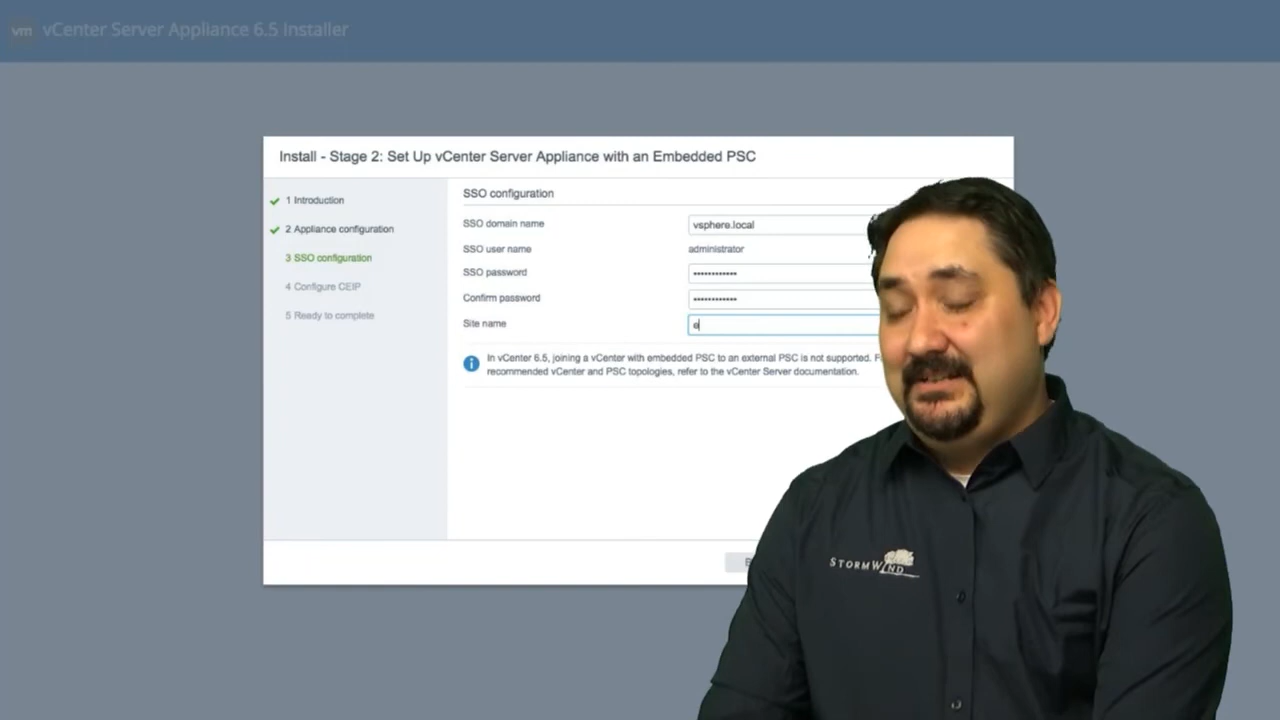 vm vCenter Server Appliance 6.5 Installer
Install - Stage 2: Set Up vCenter Server Appliance with an Embedded PSC
1 Introduction
2 Appliance configuration
3 SSO configuration
4 Configure CEIP
5 Ready to complete
SSO configuration
SSO domain name
vsphere.local
SSO user name
administrator
SSO password
••••••••••••
Confirm password
••••••••••••
Site name
In vCenter 6.5, joining a vCenter with embedded PSC to an external PSC is not supported.
recommended vCenter and PSC topologies, refer to the vCenter Server documentation.
STORMWIND